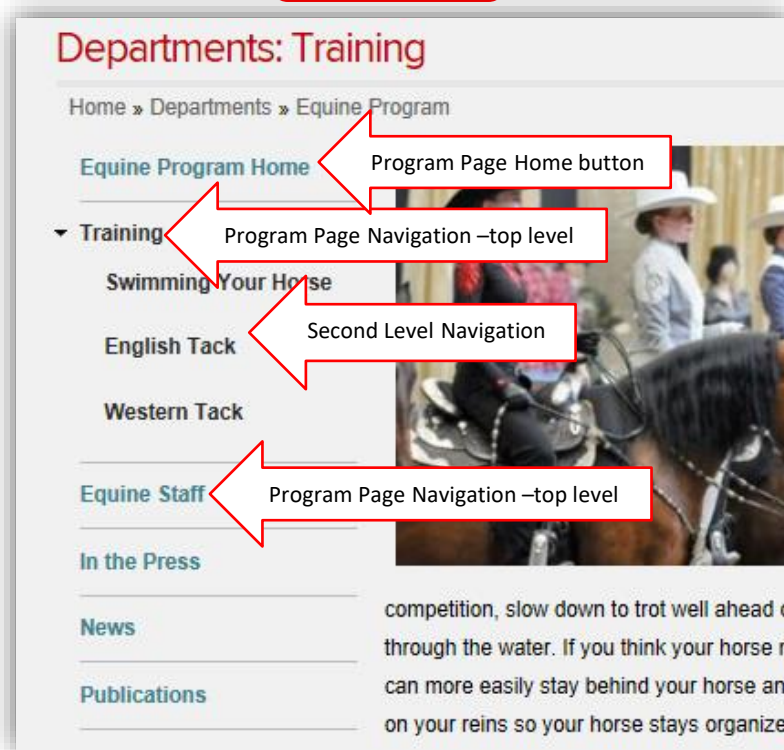 Departments: Training
Home » Departments » Equine Program
Equine Program Home
Program Page Home button
Training
Program Page Navigation –top level
Swimming Your Horse
English Tack
Second Level Navigation
Western Tack
Equine Staff
Program Page Navigation –top level
In the Press
News
Publications
competition, slow down to trot well ahead
through the water. If you think your horse
can more easily stay behind your horse an
on your reins so your horse stays organize